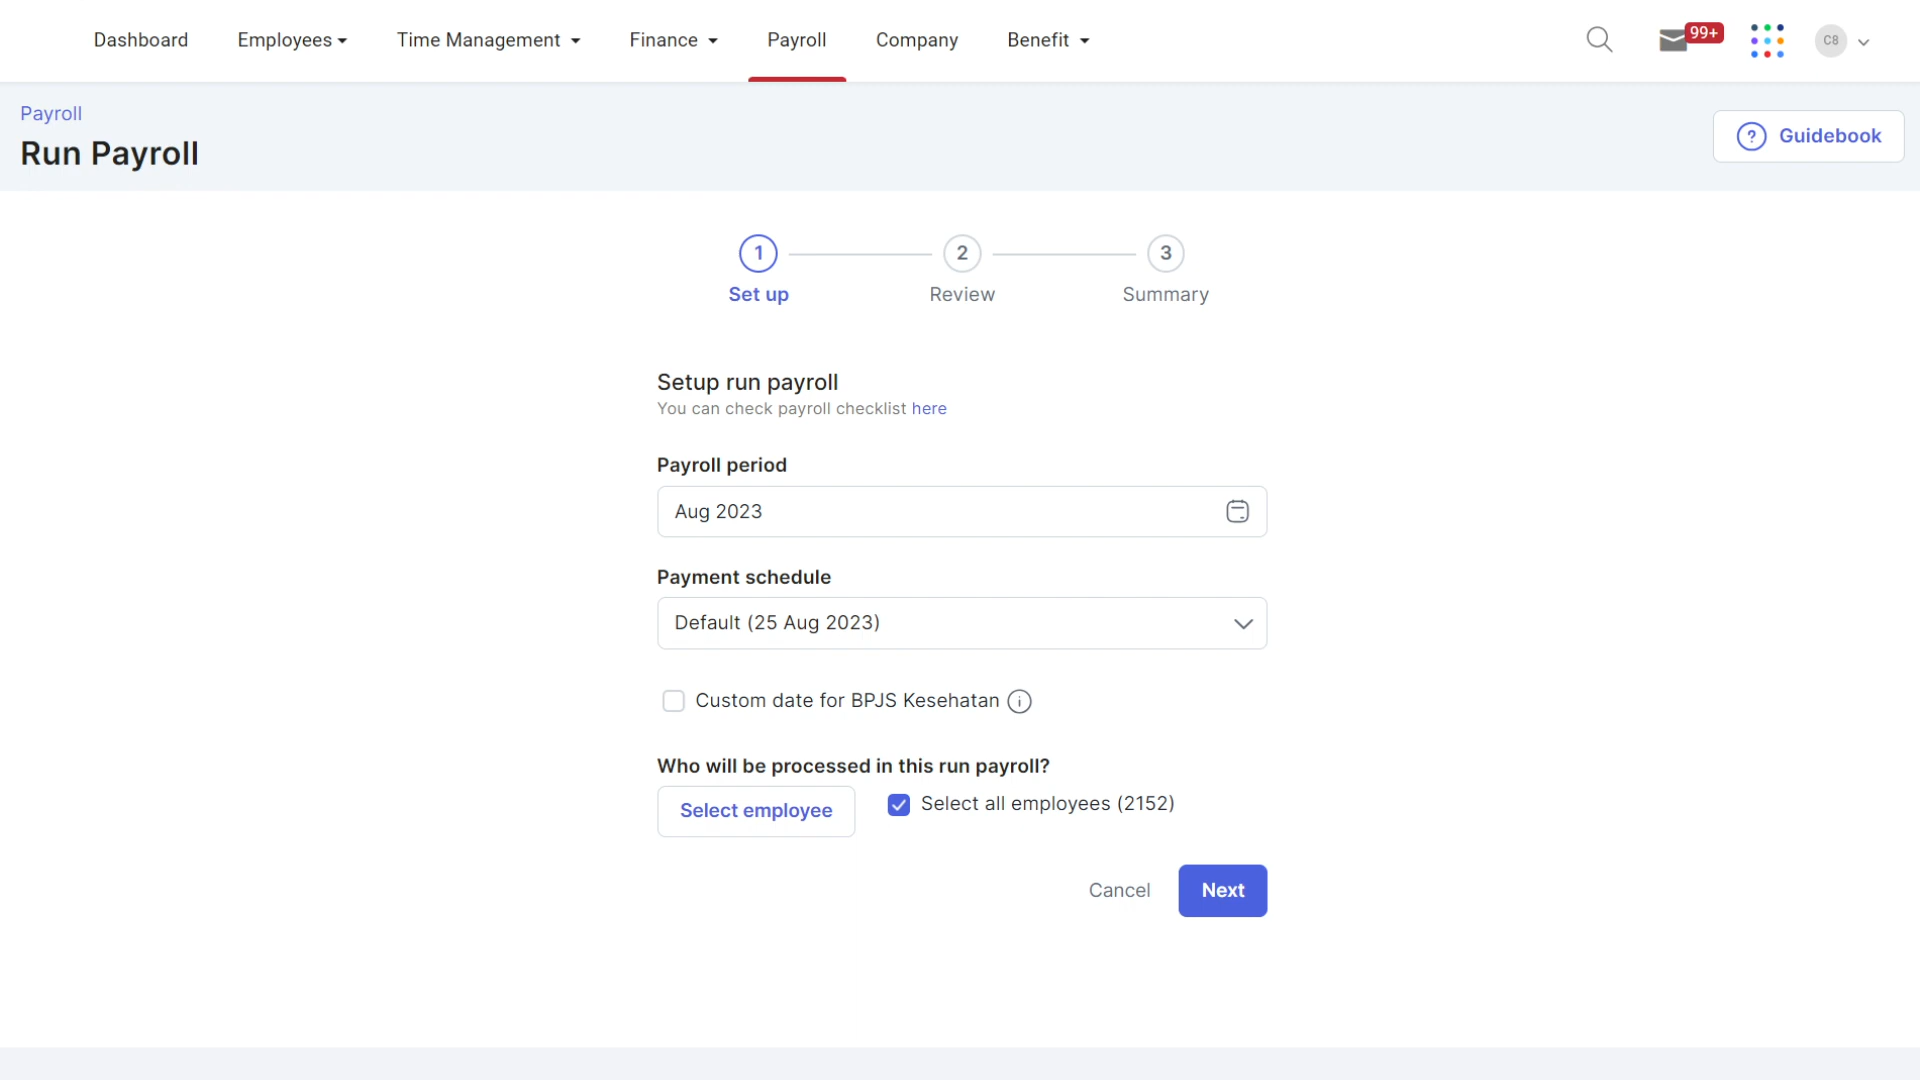 Dashboard
Employees
Time Management
Finance
Payroll
Company
Benefit
99+
C8
Payroll
Run Payroll
? Guidebook
1
2
3
Set up
Review
Summary
Setup run payroll
You can check payroll checklist here
Payroll period
Aug 2023
Payment schedule
Default (25 Aug 2023)
Custom date for BPJS Kesehatan
Who will be processed in this run payroll?
Select employee
Select all employees (2152)
Cancel
Next